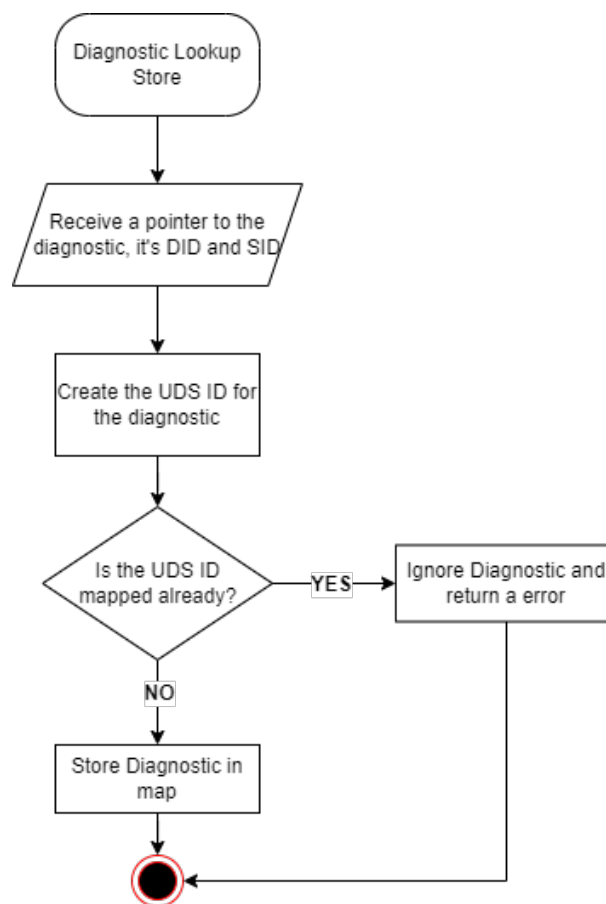 Diagnostic Lookup
Store
Receive a pointer to the
diagnostic, it's DID and SID
Create the UDS ID for
the diagnostic
Is the UDS ID
mapped already?
YES
Ignore Diagnostic and
return a error
NO
Store Diagnostic in
map